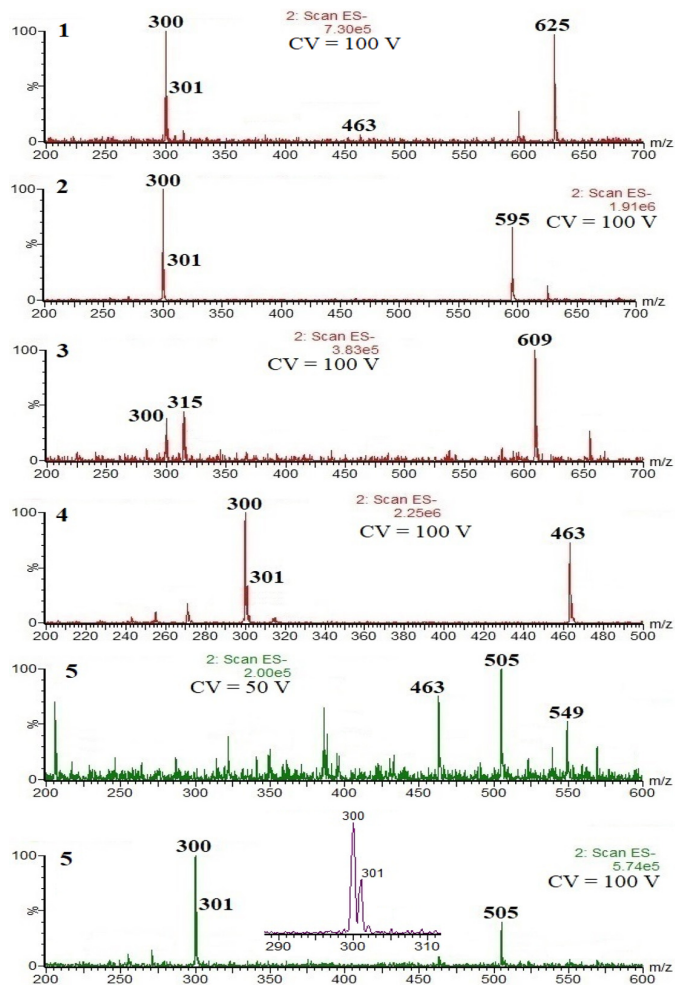 1
2: Scan ES-
7.30e5
CV = 100 V
300
301
463
625
100
%
0
200 250 300 350 400 450 500 550 600 650 700 m/z
2
2: Scan ES-
1.91e6
CV = 100 V
300
301
595
100
%
0
200 250 300 350 400 450 500 550 600 650 700 m/z
3
2: Scan ES-
3.83e5
CV = 100 V
300
315
609
100
%
0
200 250 300 350 400 450 500 550 600 650 700 m/z
4
2: Scan ES-
2.25e6
CV = 100 V
300
301
463
100
%
0
200 220 240 260 280 300 320 340 360 380 400 420 440 460 480 500 m/z
5
2: Scan ES-
2.00e5
CV = 50 V
463
505
549
100
%
0
200 250 300 350 400 450 500 550 600 m/z
5
2: Scan ES-
5.74e5
CV = 100 V
300
301
505
300
301
290 300 310
100
%
0
200 250 300 350 400 450 500 550 600 m/z